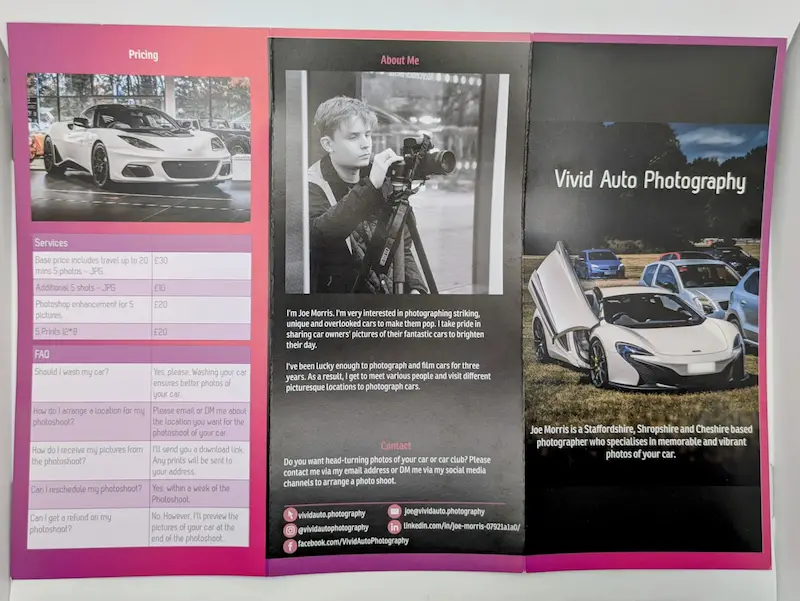 Pricing
Services
Base price includes travel up to 20 £30
mins 5 photos - JPG
Additional 5 shots - JPG £10
Photoshop enhancement for 5 £20
pictures
5 Prints 12*8 £20
FAQ
Should I wash my car? Yes, please. Washing your car
ensures better photos of
your car.
How do I arrange a location for my Please email or DM me about
photoshoot? the location you want for the
photoshoot of your car
How do I receive my pictures from I'll send you a download link.
the photoshoot? Any prints will be sent to
your address.
Can I reschedule my photoshoot? Yes, within a week of the
Photoshoot.
Can I get a refund on my No. However, I'll preview the
photoshoot? pictures of your car at the
end of the photoshoot...
About Me
I'm Joe Morris. I'm very interested in photographing striking,
unique and overlooked cars to make them pop. I take pride in
sharing car owners' pictures of their fantastic cars to brighten
their day.
I've been lucky enough to photograph and film cars for three
years. As a result, I get to meet various people and visit different
picturesque locations to photograph cars.
Contact
Do you want head-turning photos of your car or car club? Please
contact me via my email address or DM me via my social media
channels to arrange a photo shoot.
vividauto.photography
joe@vividauto.photography
@vividautophotography
linkedin.com/in/joe-morris-07921a1a0/
facebook.com/VividAutoPhotography
Vivid Auto Photography
Joe Morris is a Staffordshire, Shropshire and Cheshire based
photographer who specialises in memorable and vibrant
photos of your car.